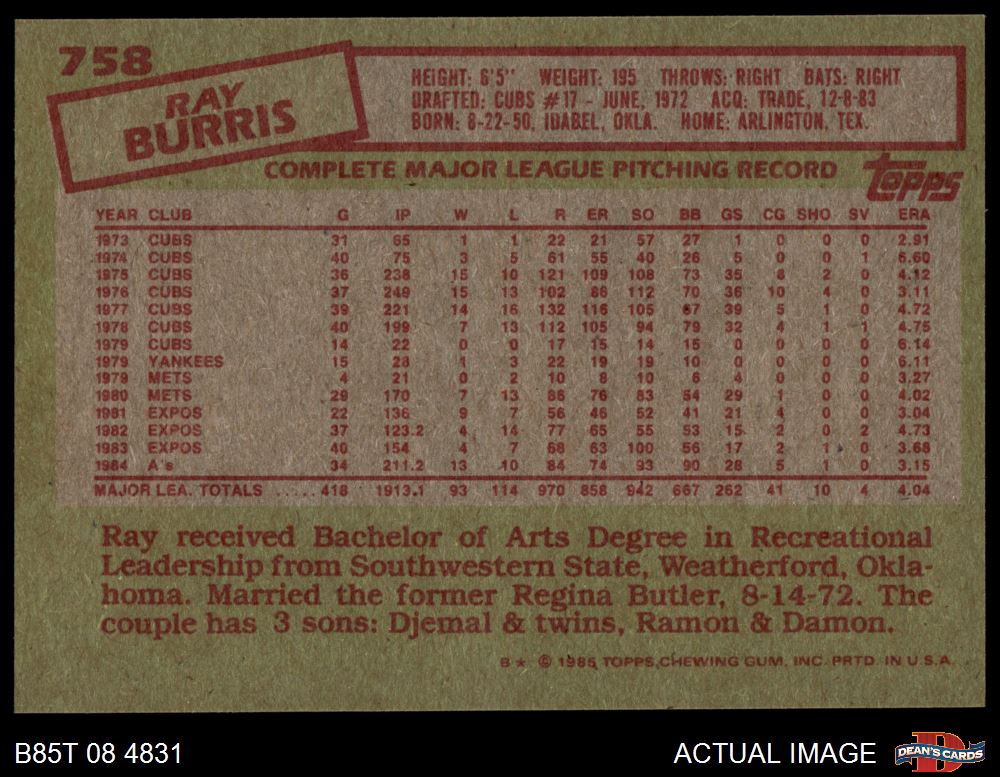 758
RAY
BURRIS
HEIGHT: 6'5" WEIGHT: 195 THROWS: RIGHT BATS: RIGHT
DRAFTED: CUBS #17 - JUNE, 1972 ACQ: TRADE, 12-8-83
BORN: 8-22-50, IDABEL, OKLA. HOME: ARLINGTON, TEX.
COMPLETE MAJOR LEAGUE PITCHING RECORD
Topps
YEAR CLUB G IP W L R ER SO BB GS CG SHO SV ERA
1973 CUBS 31 65 1 1 22 21 57 27 1 0 0 0 2.91
1974 CUBS 40 75 3 5 61 55 40 26 5 0 0 1 6.60
1975 CUBS 36 238 15 10 121 109 108 73 35 8 2 0 4.12
1976 CUBS 37 249 15 13 102 86 112 70 36 10 4 0 3.11
1977 CUBS 39 221 14 16 132 116 105 67 39 5 1 0 4.72
1978 CUBS 40 199 7 13 112 105 94 79 32 4 1 1 4.75
1979 CUBS 14 22 0 0 17 15 14 15 0 0 0 0 6.14
1979 YANKEES 15 28 1 3 22 19 19 10 0 0 0 0 6.11
1979 METS 4 21 0 2 10 8 10 6 4 0 0 0 3.27
1980 METS 29 170 7 13 86 76 83 54 29 1 0 0 4.02
1981 EXPOS 22 136 9 7 56 46 52 41 21 4 0 0 3.04
1982 EXPOS 37 123.2 4 14 77 65 55 53 15 2 0 2 4.73
1983 EXPOS 40 154 4 7 68 63 100 56 17 2 1 0 3.68
1984 A's 34 211.2 13 10 84 74 93 90 28 5 1 0 3.15
MAJOR LEA. TOTALS ..... 418 1913.1 93 114 970 858 942 667 262 41 10 4 4.04
Ray received Bachelor of Arts Degree in Recreational
Leadership from Southwestern State, Weatherford, Okla-
homa. Married the former Regina Butler, 8-14-72. The
couple has 3 sons: Djemal & twins, Ramon & Damon.
B★ © 1985 TOPPS CHEWING GUM, INC. PRTD. IN U.S.A.
B85T 08 4831
ACTUAL IMAGE
DEAN'S CARDS